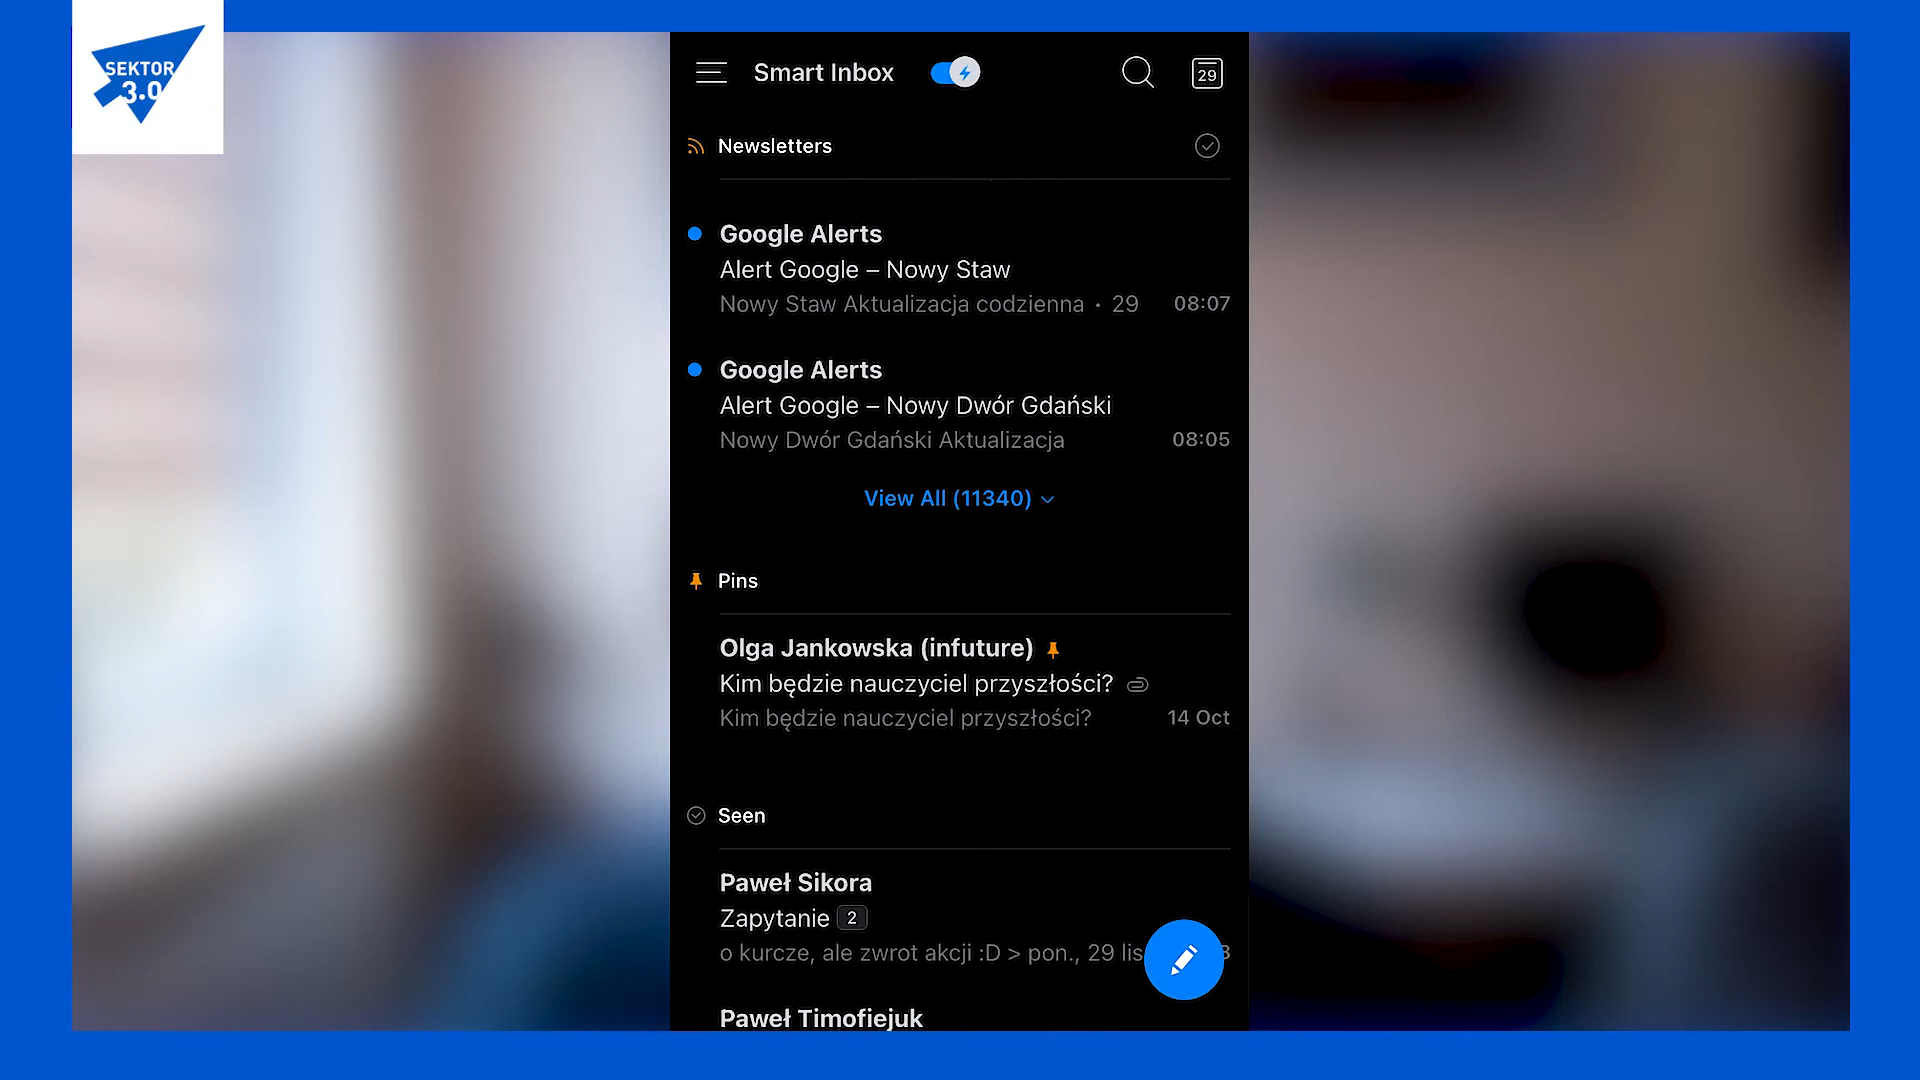 SEKTOR
3.0
Smart Inbox
29
Newsletters
Google Alerts
Alert Google – Nowy Staw
Nowy Staw Aktualizacja codzienna · 29 08:07
Google Alerts
Alert Google – Nowy Dwór Gdański
Nowy Dwór Gdański Aktualizacja 08:05
View All (11340)
Pins
Olga Jankowska (infuture)
Kim będzie nauczyciel przyszłości?
Kim będzie nauczyciel przyszłości? 14 Oct
Seen
Paweł Sikora
Zapytanie 2
o kurcze, ale zwrot akcji :D > pon., 29 lis
Paweł Timofiejuk